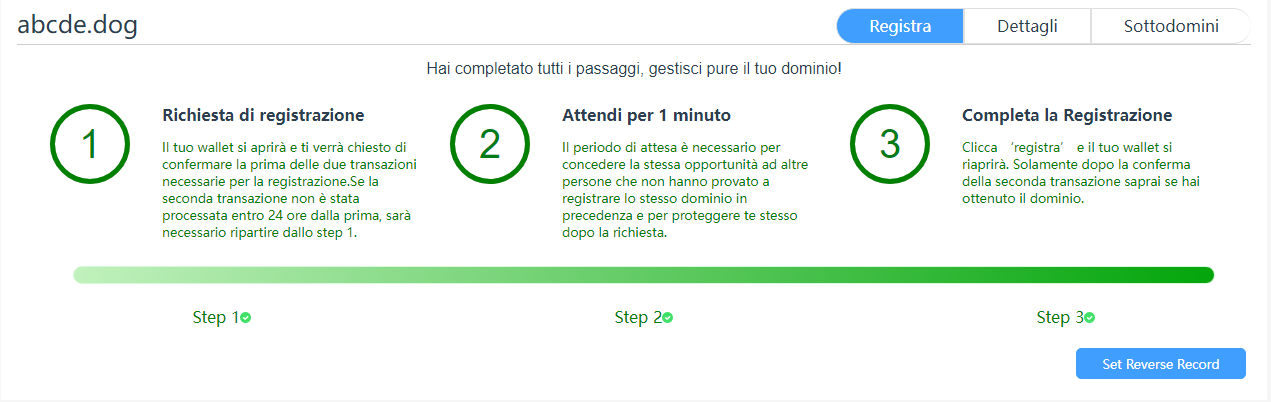 abcde.dog
Registra
Dettagli
Sottodomini
Hai completato tutti i passaggi, gestisci pure il tuo dominio!
1
Richiesta di registrazione
Il tuo wallet si aprirà e ti verrà chiesto di
confermare la prima delle due transazioni
necessarie per la registrazione.Se la
seconda transazione non è stata
processata entro 24 ore dalla prima, sarà
necessario ripartire dallo step 1.
2
Attendi per 1 minuto
Il periodo di attesa è necessario per
concedere la stessa opportunità ad altre
persone che non hanno provato a
registrare lo stesso dominio in
precedenza e per proteggere te stesso
dopo la richiesta.
3
Completa la Registrazione
Clicca ‘registra’ e il tuo wallet si
riaprirà. Solamente dopo la conferma
della seconda transazione saprai se hai
ottenuto il dominio.
Step 1
Step 2
Step 3
Set Reverse Record